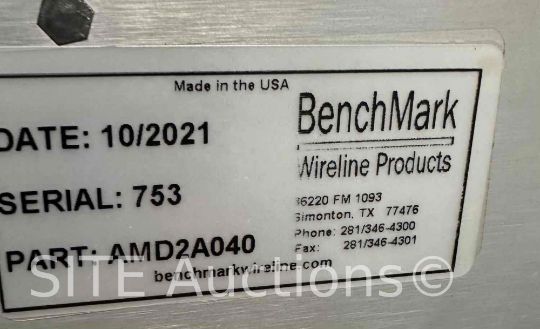 Made in the USA
DATE: 10/2021
BenchMark
Wireline Products
SERIAL: 753
36220 FM 1093
Simonton, TX 77476
Phone: 281/346-4300
Fax: 281/346-4301
PART: AMD2A040
benchmarkwireline.com
SITE Auctions©